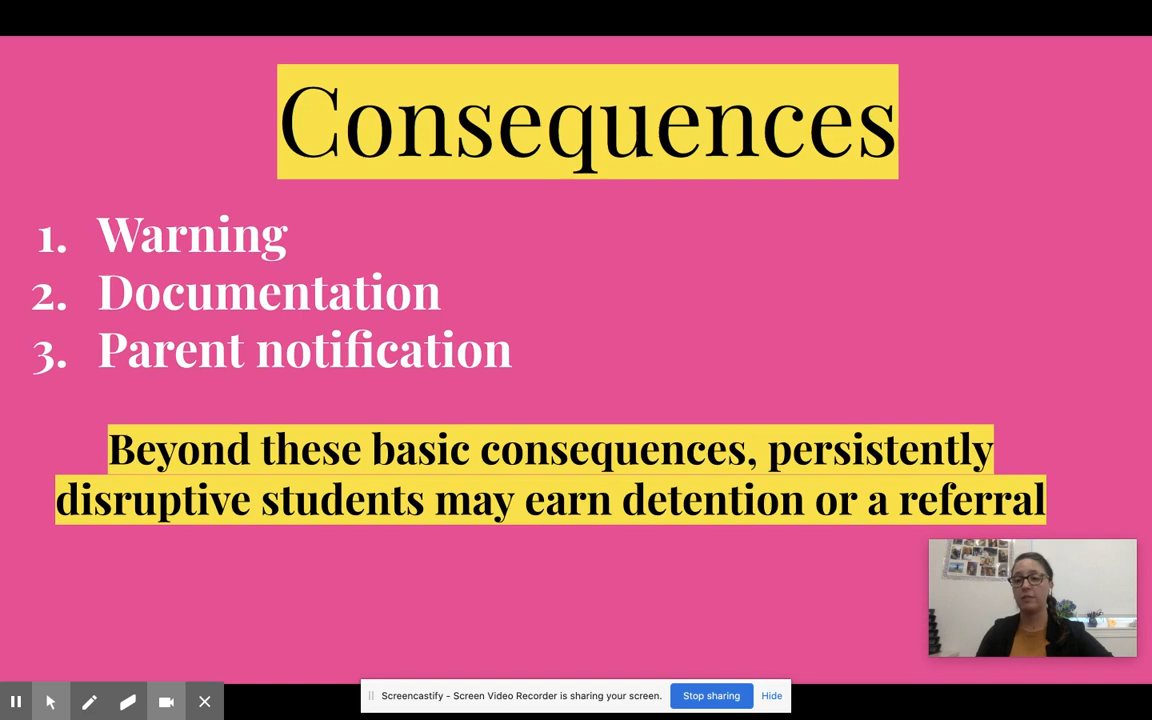 Consequences
1. Warning
2. Documentation
3. Parent notification
Beyond these basic consequences, persistently
disruptive students may earn detention or a referral
Screencastify - Screen Video Recorder is sharing your screen. Stop sharing Hide